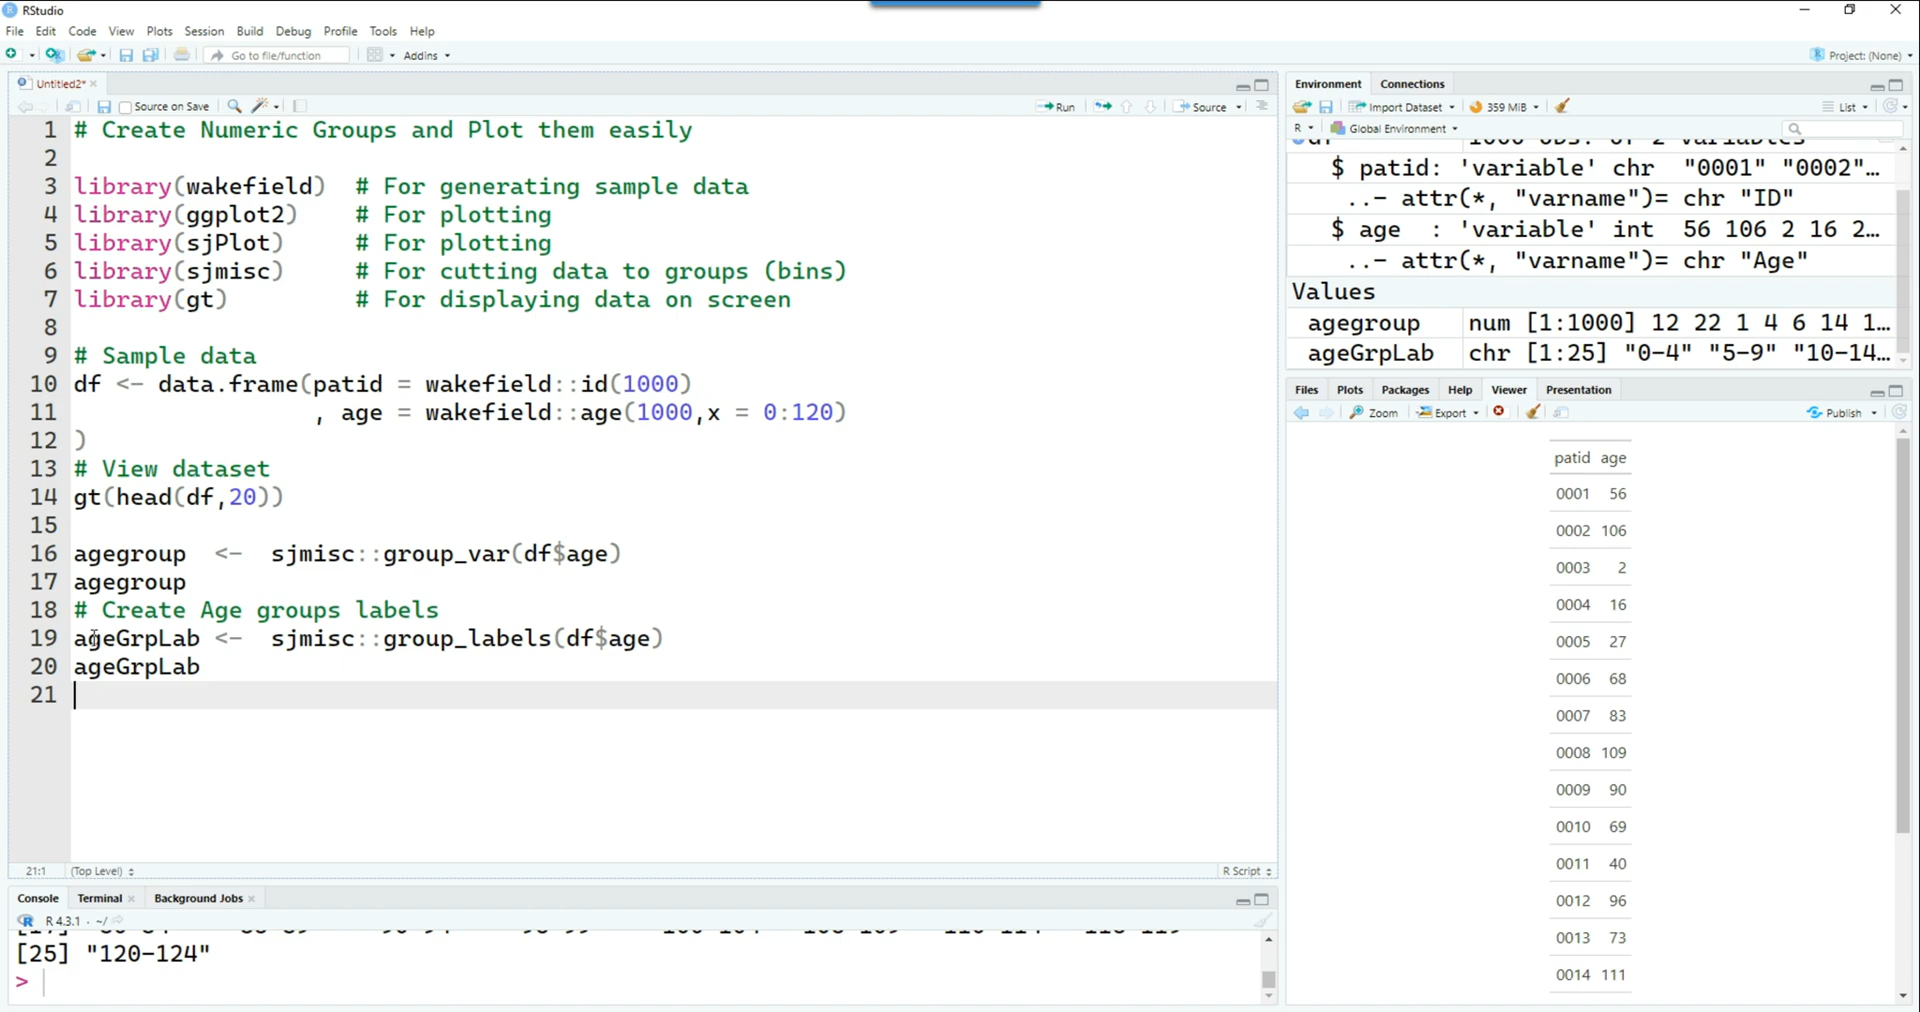 RStudio
File Edit Code View Plots Session Build Debug Profile Tools Help
Go to file/function Addins Project: (None)
Untitled2*
Source on Save Run Source
1 # Create Numeric Groups and Plot them easily
2
3 library(wakefield) # For generating sample data
4 library(ggplot2) # For plotting
5 library(sjPlot) # For plotting
6 library(sjmisc) # For cutting data to groups (bins)
7 library(gt) # For displaying data on screen
8
9 # Sample data
10 df <- data.frame(patid = wakefield::id(1000)
11 , age = wakefield::age(1000,x = 0:120)
12 )
13 # View dataset
14 gt(head(df,20))
15
16 agegroup <- sjmisc::group_var(df$age)
17 agegroup
18 # Create Age groups labels
19 ageGrpLab <- sjmisc::group_labels(df$age)
20 ageGrpLab
21
21:1 (Top Level) R Script
Console Terminal Background Jobs
R 4.3.1 · ~/
[25] "120-124"
>
Environment Connections
Import Dataset 359 MiB List
R Global Environment
$ patid: 'variable' chr "0001" "0002"…
..- attr(*, "varname")= chr "ID"
$ age : 'variable' int 56 106 2 16 2…
..- attr(*, "varname")= chr "Age"
Values
agegroup num [1:1000] 12 22 1 4 6 14 1…
ageGrpLab chr [1:25] "0-4" "5-9" "10-14…
Files Plots Packages Help Viewer Presentation
Zoom Export Publish
patid age
0001 56
0002 106
0003 2
0004 16
0005 27
0006 68
0007 83
0008 109
0009 90
0010 69
0011 40
0012 96
0013 73
0014 111